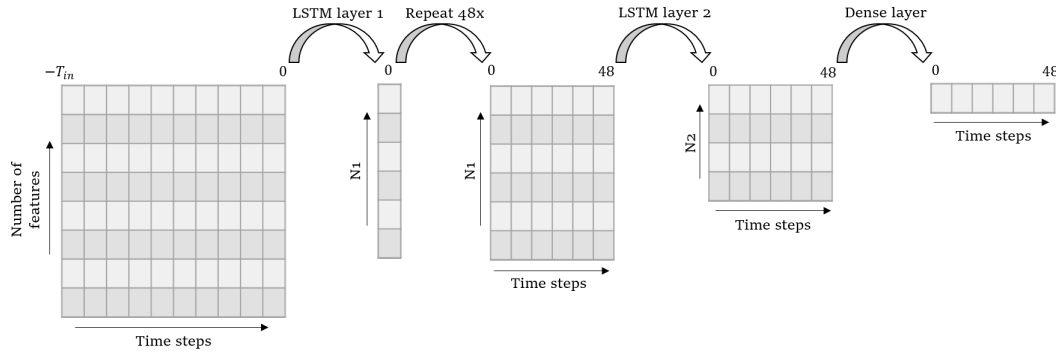 LSTM layer 1
Repeat 48x
LSTM layer 2
Dense layer
−T_in
0
0
0
48
0
48
0
48
Number of
features
N1
N1
N2
Time steps
Time steps
Time steps
Time steps